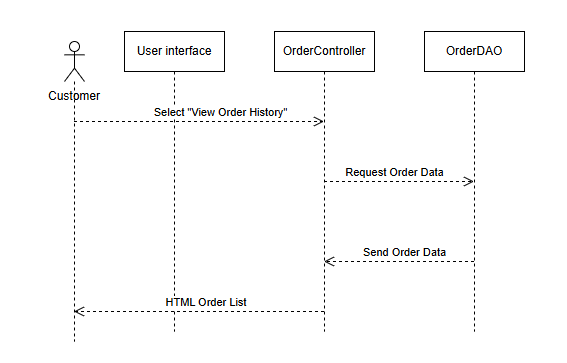 User interface
OrderController
OrderDAO
Customer
Select "View Order History"
Request Order Data
Send Order Data
HTML Order List